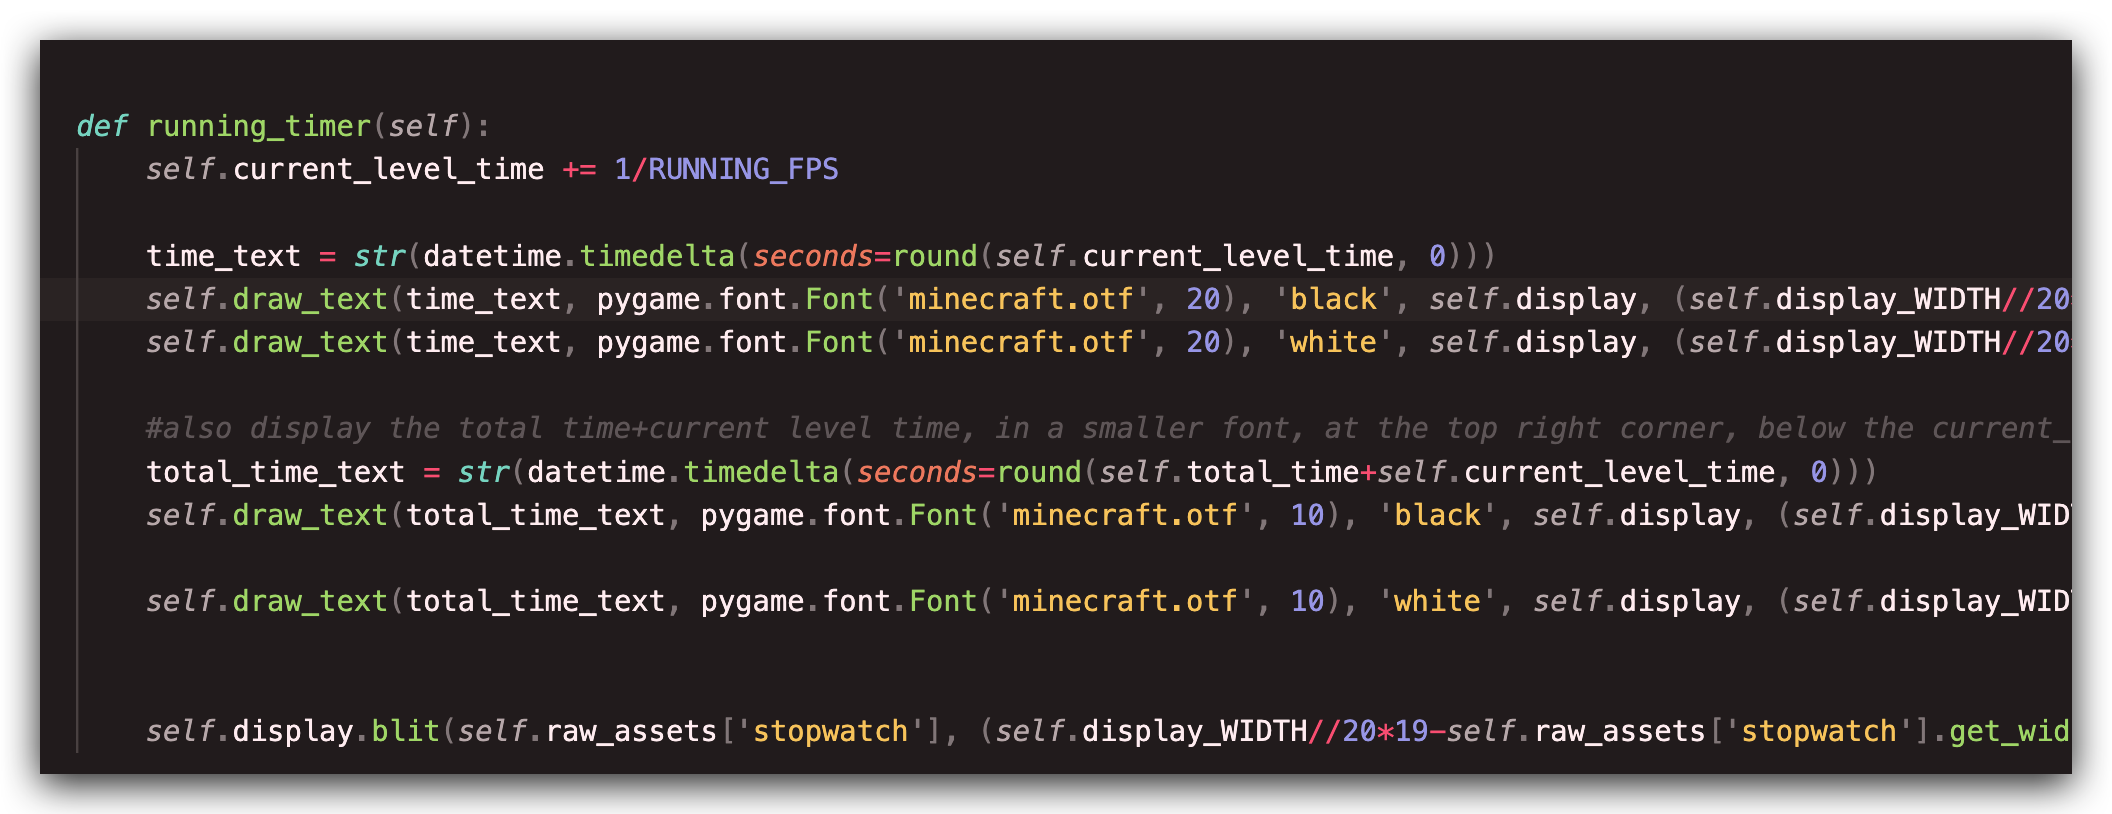 def running_timer(self):
self.current_level_time += 1/RUNNING_FPS
time_text = str(datetime.timedelta(seconds=round(self.current_level_time, 0)))
self.draw_text(time_text, pygame.font.Font('minecraft.otf', 20), 'black', self.display, (self.display_WIDTH//20
self.draw_text(time_text, pygame.font.Font('minecraft.otf', 20), 'white', self.display, (self.display_WIDTH//20
#also display the total time+current level time, in a smaller font, at the top right corner, below the current_
total_time_text = str(datetime.timedelta(seconds=round(self.total_time+self.current_level_time, 0)))
self.draw_text(total_time_text, pygame.font.Font('minecraft.otf', 10), 'black', self.display, (self.display_WID
self.draw_text(total_time_text, pygame.font.Font('minecraft.otf', 10), 'white', self.display, (self.display_WID
self.display.blit(self.raw_assets['stopwatch'], (self.display_WIDTH//20*19-self.raw_assets['stopwatch'].get_wid